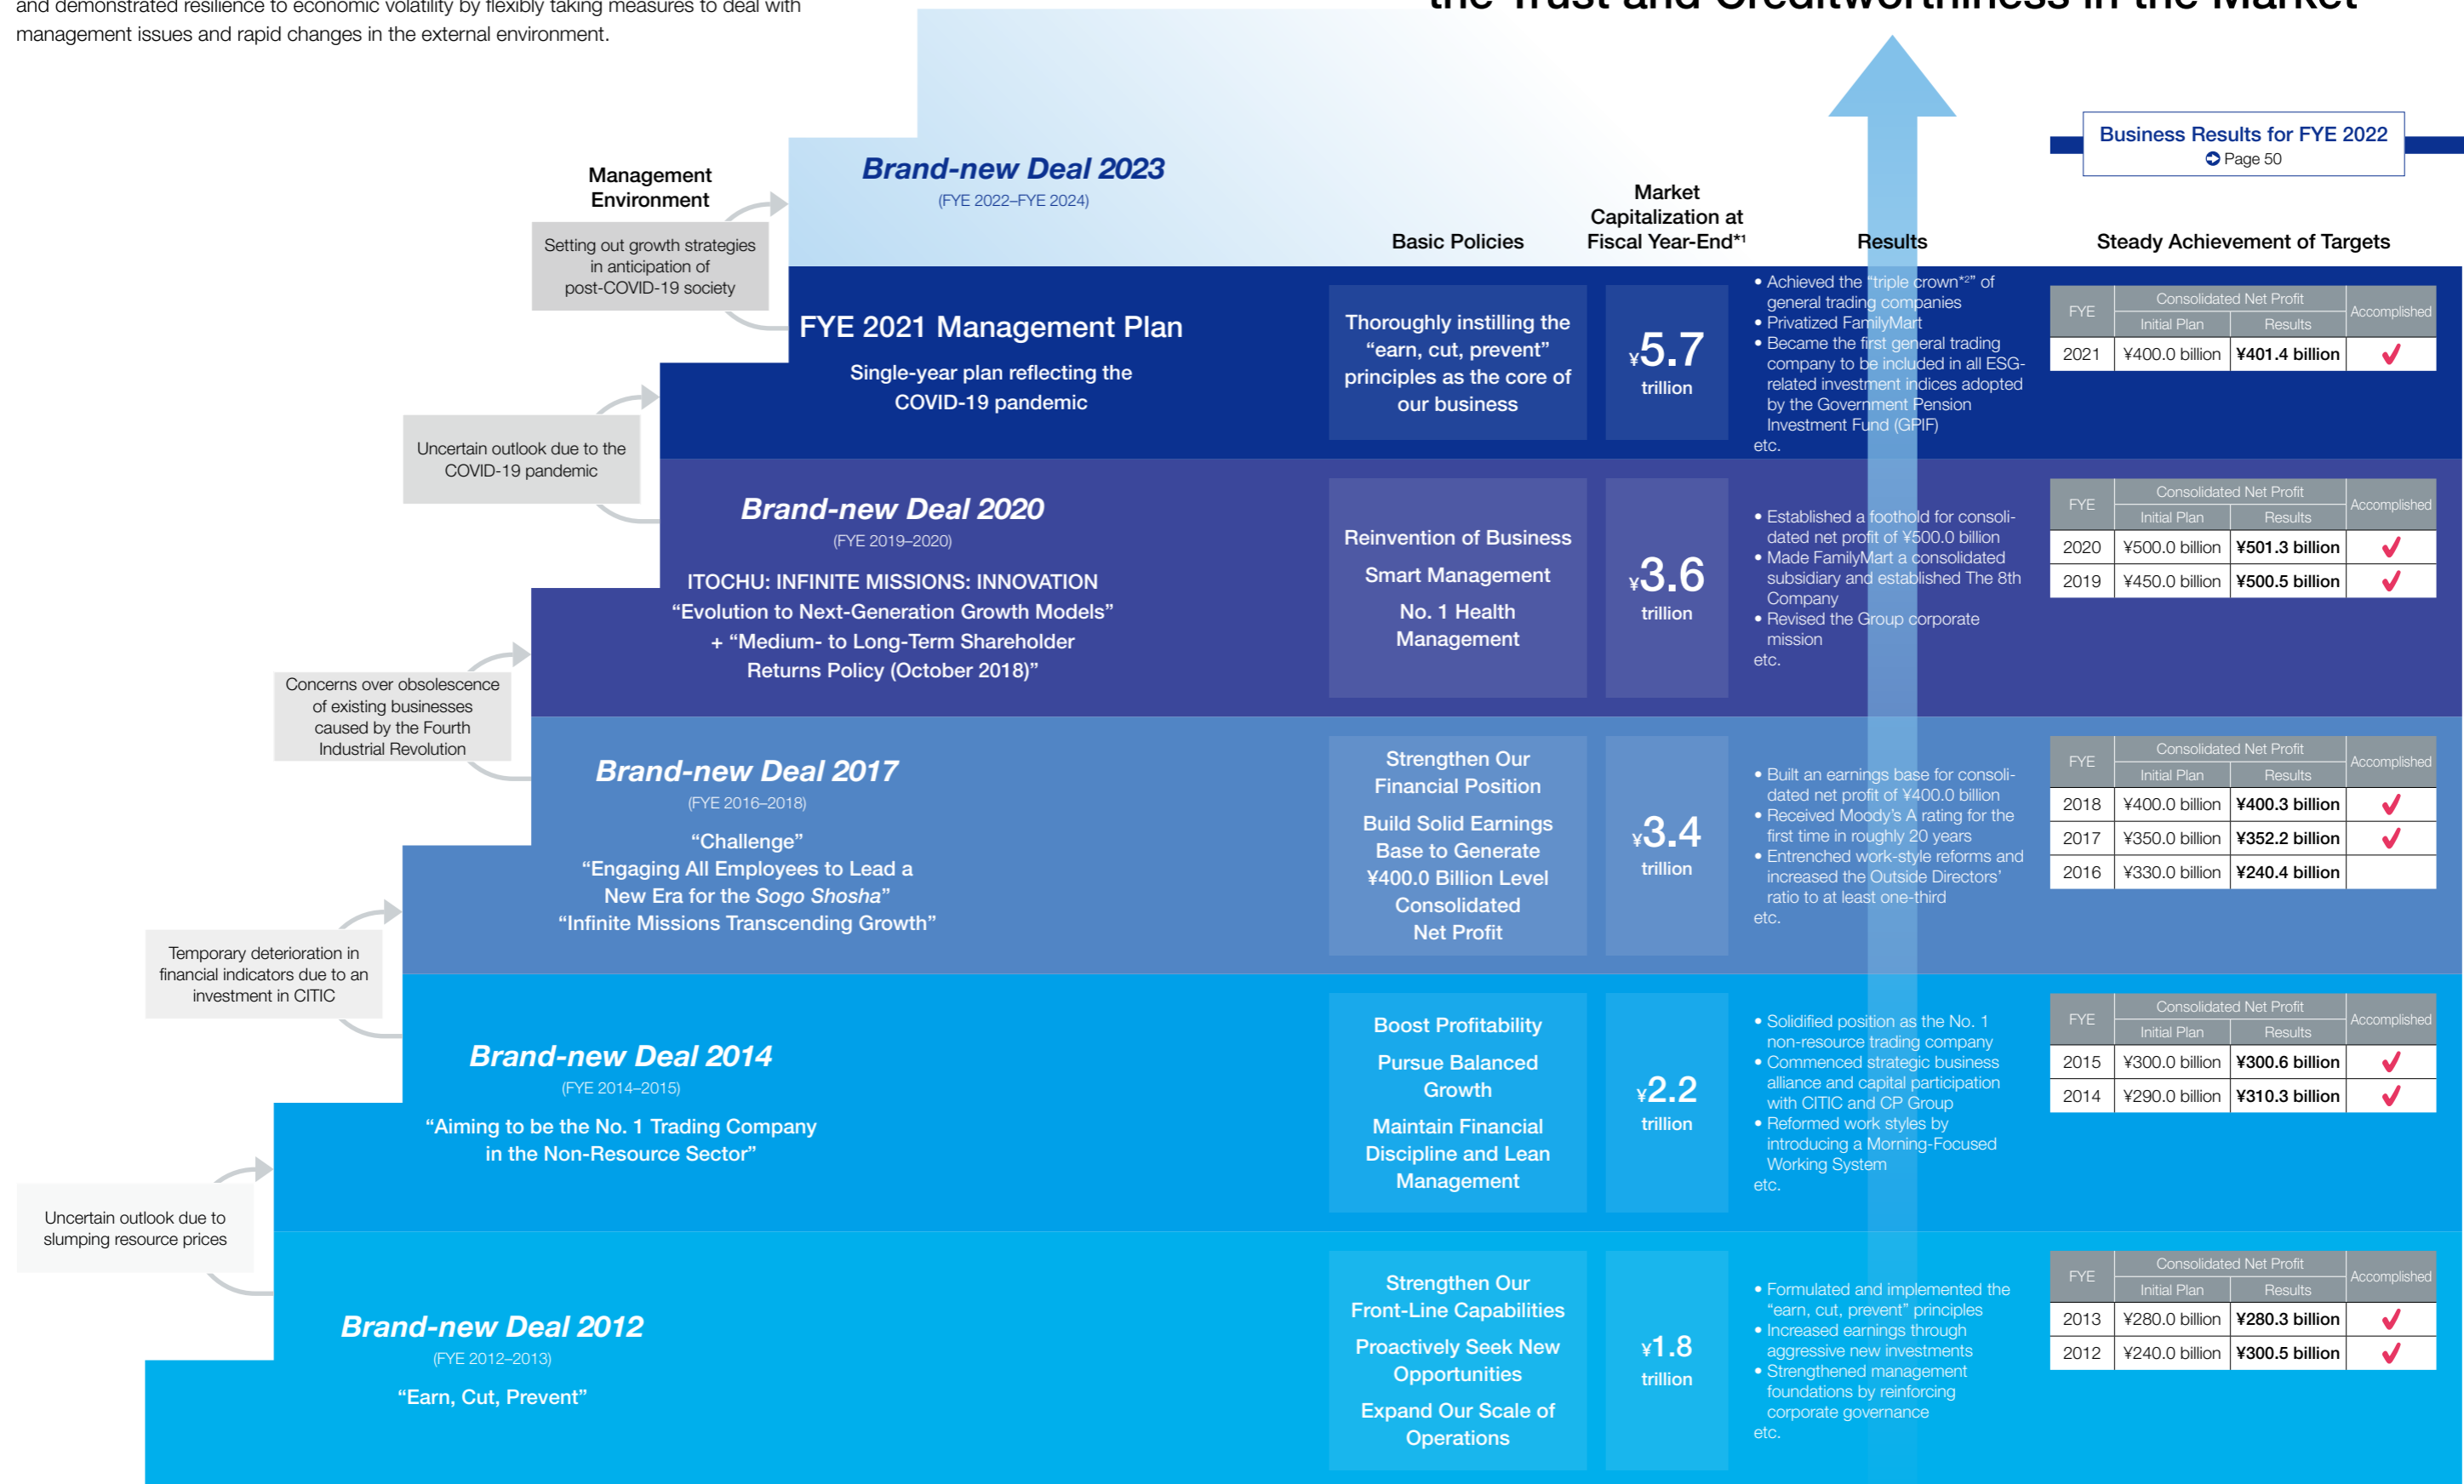 and demonstrated resilience to economic volatility by flexibly taking measures to deal with
management issues and rapid changes in the external environment.
the Trust and Creditworthiness in the Market
Business Results for FYE 2022
Page 50
Management
Environment
Brand-new Deal 2023
(FYE 2022–FYE 2024)
Basic Policies
Market
Capitalization at
Fiscal Year-End*1
Results
Steady Achievement of Targets
Setting out growth strategies
in anticipation of
post-COVID-19 society
FYE 2021 Management Plan
Single-year plan reflecting the
COVID-19 pandemic
Thoroughly instilling the
“earn, cut, prevent”
principles as the core of
our business
¥5.7
trillion
• Achieved the “triple crown*2” of
general trading companies
• Privatized FamilyMart
• Became the first general trading
company to be included in all ESG-
related investment indices adopted
by the Government Pension
Investment Fund (GPIF)
etc.
FYE Consolidated Net Profit Accomplished
Initial Plan Results
2021 ¥400.0 billion ¥401.4 billion ✓
Uncertain outlook due to the
COVID-19 pandemic
Brand-new Deal 2020
(FYE 2019–2020)
ITOCHU: INFINITE MISSIONS: INNOVATION
“Evolution to Next-Generation Growth Models”
+ “Medium- to Long-Term Shareholder
Returns Policy (October 2018)”
Reinvention of Business
Smart Management
No. 1 Health
Management
¥3.6
trillion
• Established a foothold for consoli-
dated net profit of ¥500.0 billion
• Made FamilyMart a consolidated
subsidiary and established The 8th
Company
• Revised the Group corporate
mission
etc.
FYE Consolidated Net Profit Accomplished
Initial Plan Results
2020 ¥500.0 billion ¥501.3 billion ✓
2019 ¥450.0 billion ¥500.5 billion ✓
Concerns over obsolescence
of existing businesses
caused by the Fourth
Industrial Revolution
Brand-new Deal 2017
(FYE 2016–2018)
“Challenge”
“Engaging All Employees to Lead a
New Era for the Sogo Shosha”
“Infinite Missions Transcending Growth”
Strengthen Our
Financial Position
Build Solid Earnings
Base to Generate
¥400.0 Billion Level
Consolidated
Net Profit
¥3.4
trillion
• Built an earnings base for consoli-
dated net profit of ¥400.0 billion
• Received Moody’s A rating for the
first time in roughly 20 years
• Entrenched work-style reforms and
increased the Outside Directors’
ratio to at least one-third
etc.
FYE Consolidated Net Profit Accomplished
Initial Plan Results
2018 ¥400.0 billion ¥400.3 billion ✓
2017 ¥350.0 billion ¥352.2 billion ✓
2016 ¥330.0 billion ¥240.4 billion
Temporary deterioration in
financial indicators due to an
investment in CITIC
Brand-new Deal 2014
(FYE 2014–2015)
“Aiming to be the No. 1 Trading Company
in the Non-Resource Sector”
Boost Profitability
Pursue Balanced
Growth
Maintain Financial
Discipline and Lean
Management
¥2.2
trillion
• Solidified position as the No. 1
non-resource trading company
• Commenced strategic business
alliance and capital participation
with CITIC and CP Group
• Reformed work styles by
introducing a Morning-Focused
Working System
etc.
FYE Consolidated Net Profit Accomplished
Initial Plan Results
2015 ¥300.0 billion ¥300.6 billion ✓
2014 ¥290.0 billion ¥310.3 billion ✓
Uncertain outlook due to
slumping resource prices
Brand-new Deal 2012
(FYE 2012–2013)
“Earn, Cut, Prevent”
Strengthen Our
Front-Line Capabilities
Proactively Seek New
Opportunities
Expand Our Scale of
Operations
¥1.8
trillion
• Formulated and implemented the
“earn, cut, prevent” principles
• Increased earnings through
aggressive new investments
• Strengthened management
foundations by reinforcing
corporate governance
etc.
FYE Consolidated Net Profit Accomplished
Initial Plan Results
2013 ¥280.0 billion ¥280.3 billion ✓
2012 ¥240.0 billion ¥300.5 billion ✓